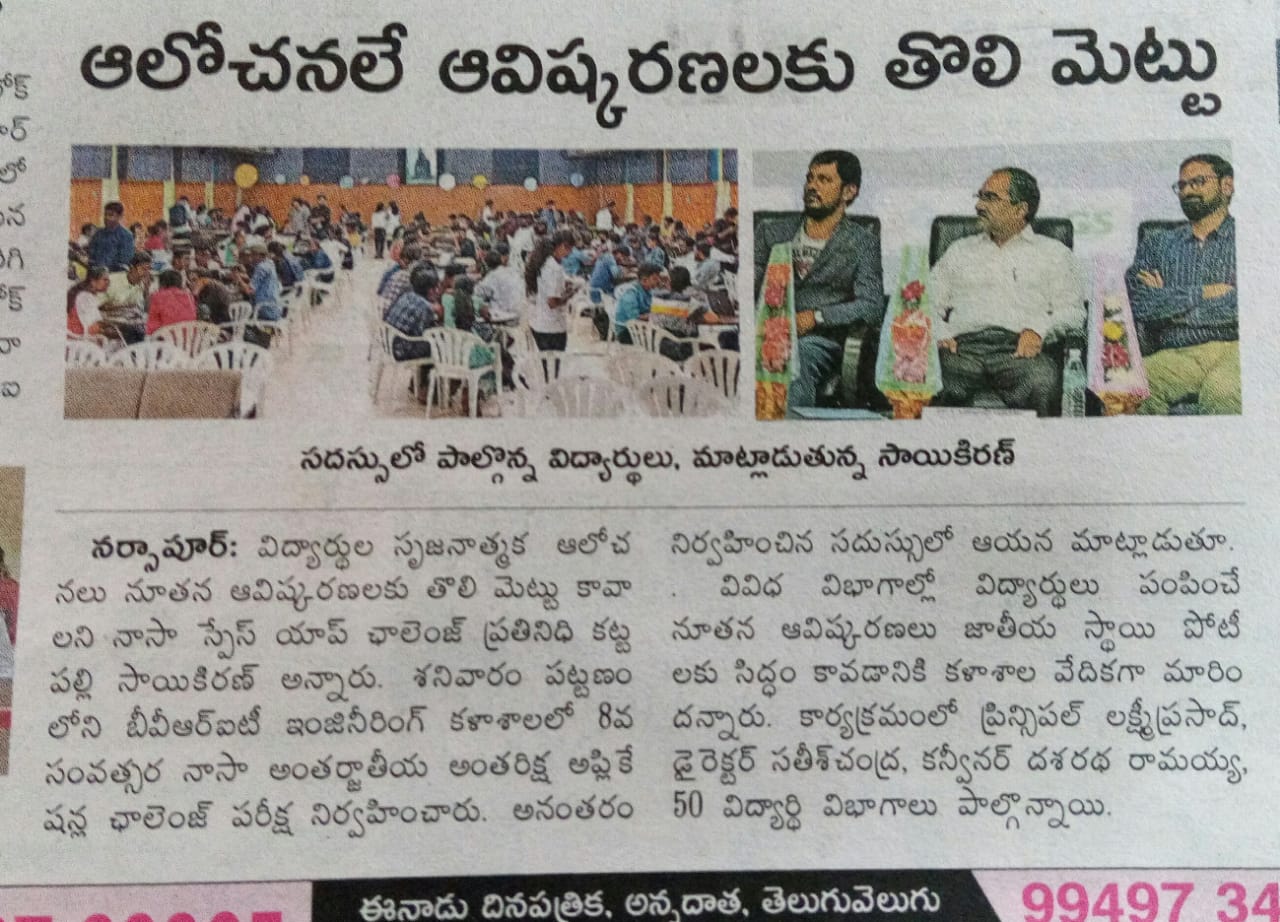 ఆలోచనలే ఆవిష్కరణలకు తొలి మెట్టు
GS
సదస్సులో పాల్గొన్న విద్యార్థులు, మాట్లాడుతున్న సాయికిరణ్
నర్సాపూర్: విద్యార్థుల సృజనాత్మక ఆలోచ
నలు నూతన ఆవిష్కరణలకు తొలి మెట్టు కావా
లని నాసా స్పేస్ యాప్ ఛాలెంజ్ ప్రతినిధి కట్ట
పల్లి సాయికిరణ్ అన్నారు. శనివారం పట్టణం
లోని బీవీఆర్ఐటీ ఇంజినీరింగ్ కళాశాలలో 8వ
సంవత్సర నాసా అంతర్జాతీయ అంతరిక్ష అప్లికే
షన్ల ఛాలెంజ్ పరీక్ష నిర్వహించారు. అనంతరం
నిర్వహించిన సదుస్సులో ఆయన మాట్లాడుతూ.
. వివిధ విభాగాల్లో విద్యార్థులు పంపించే
నూతన ఆవిష్కరణలు జాతీయ స్థాయి పోటీ
లకు సిద్ధం కావడానికి కళాశాల వేదికగా మారిం
దన్నారు. కార్యక్రమంలో ప్రిన్సిపల్ లక్ష్మీప్రసాద్,
డైరెక్టర్ సతీశ్‌చంద్ర, కన్వీనర్ దశరథ రామయ్య,
50 విద్యార్థి విభాగాలు పాల్గొన్నాయి.
ఈనాడు దినపత్రిక, అన్నదాత, తెలుగువెలుగు
99497 34